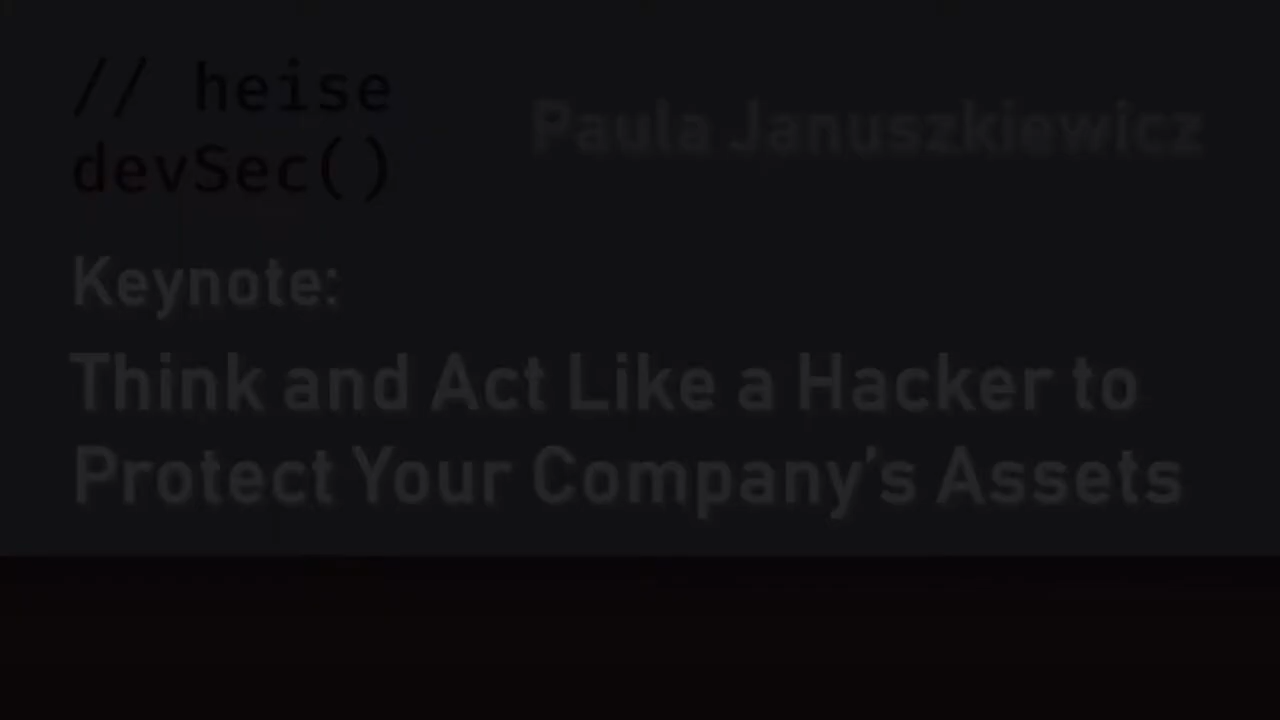 // heise
devSec()
Paula Januszkiewicz
Keynote:
Think and Act Like a Hacker to
Protect Your Company's Assets